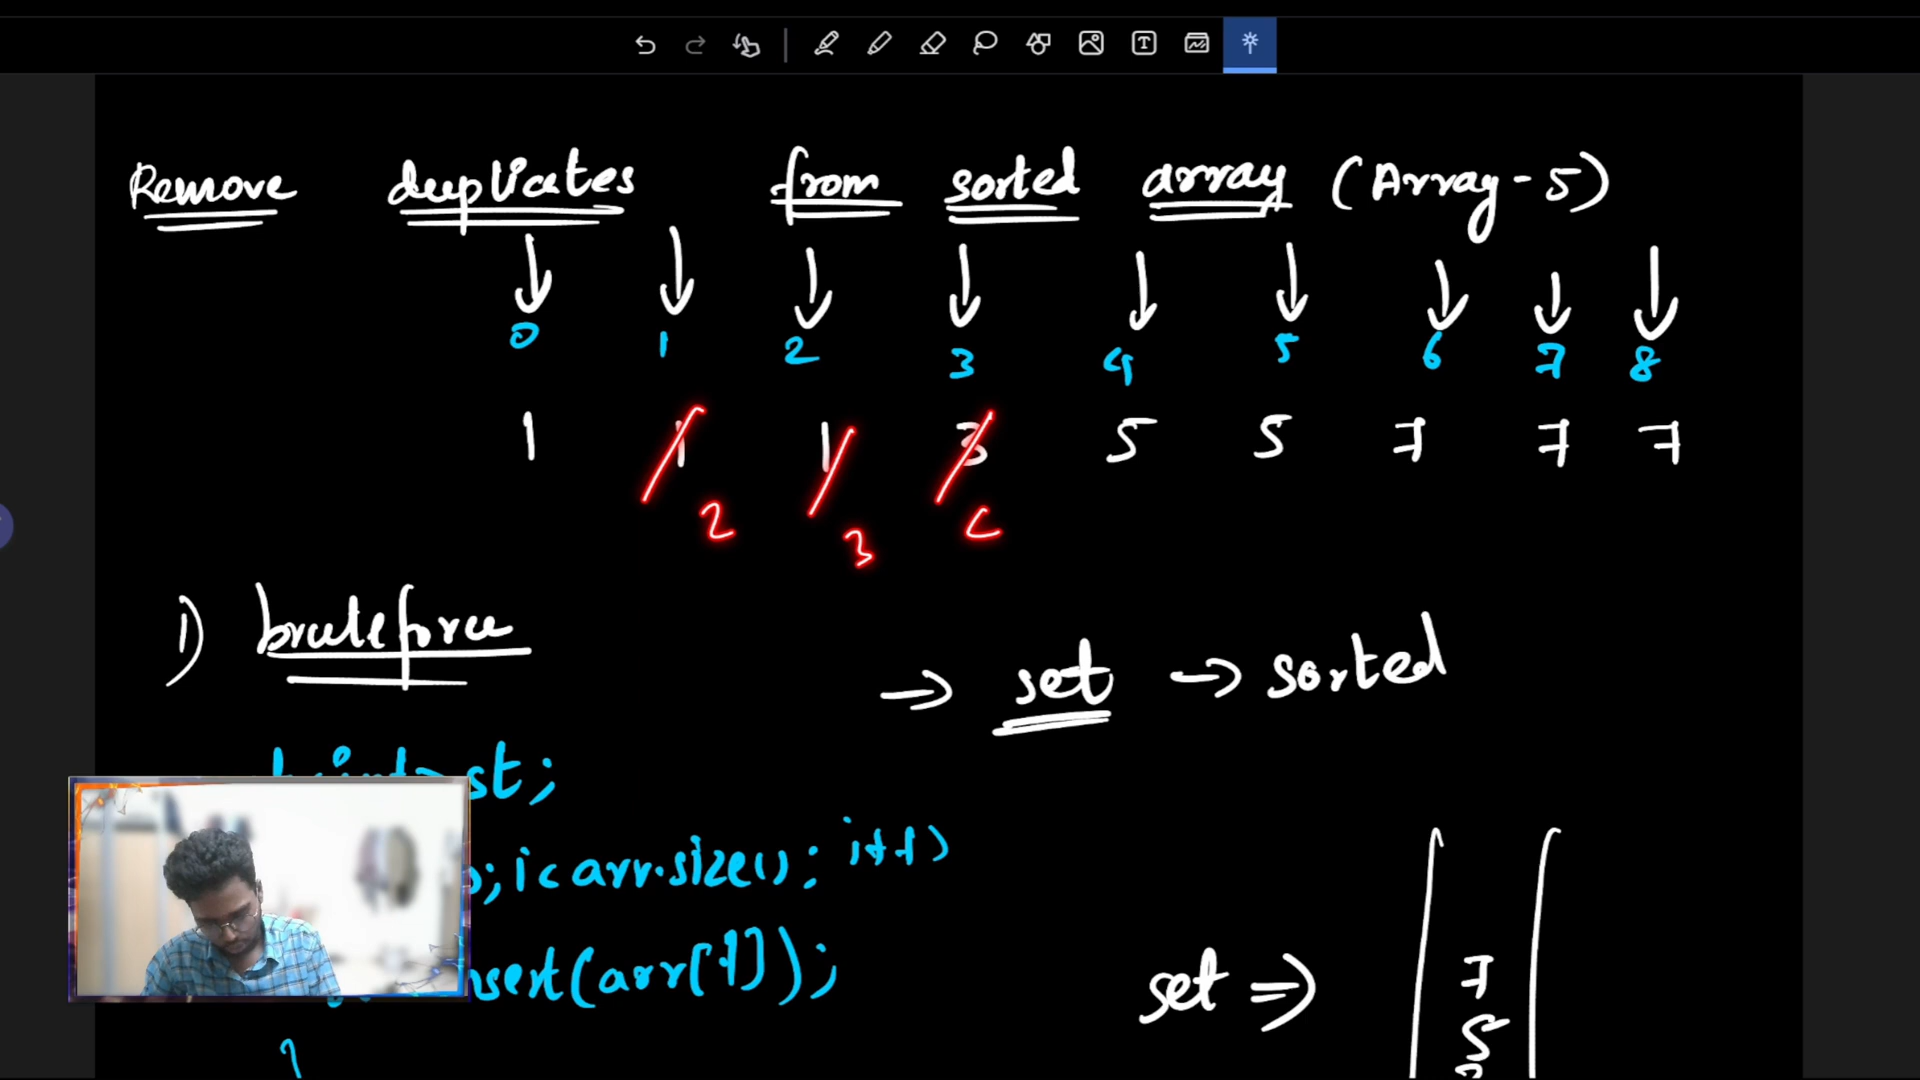 Remove duplicates from sorted array (Array-5)
0 1 2 3 4 5 6 7 8
1 1 1 3 5 5 7 7 7
2 3
1) bruteforce
→ set → sorted
st;
;i< arr.size(); i++)
nsert(arr[i]);
set ⇒
7
5